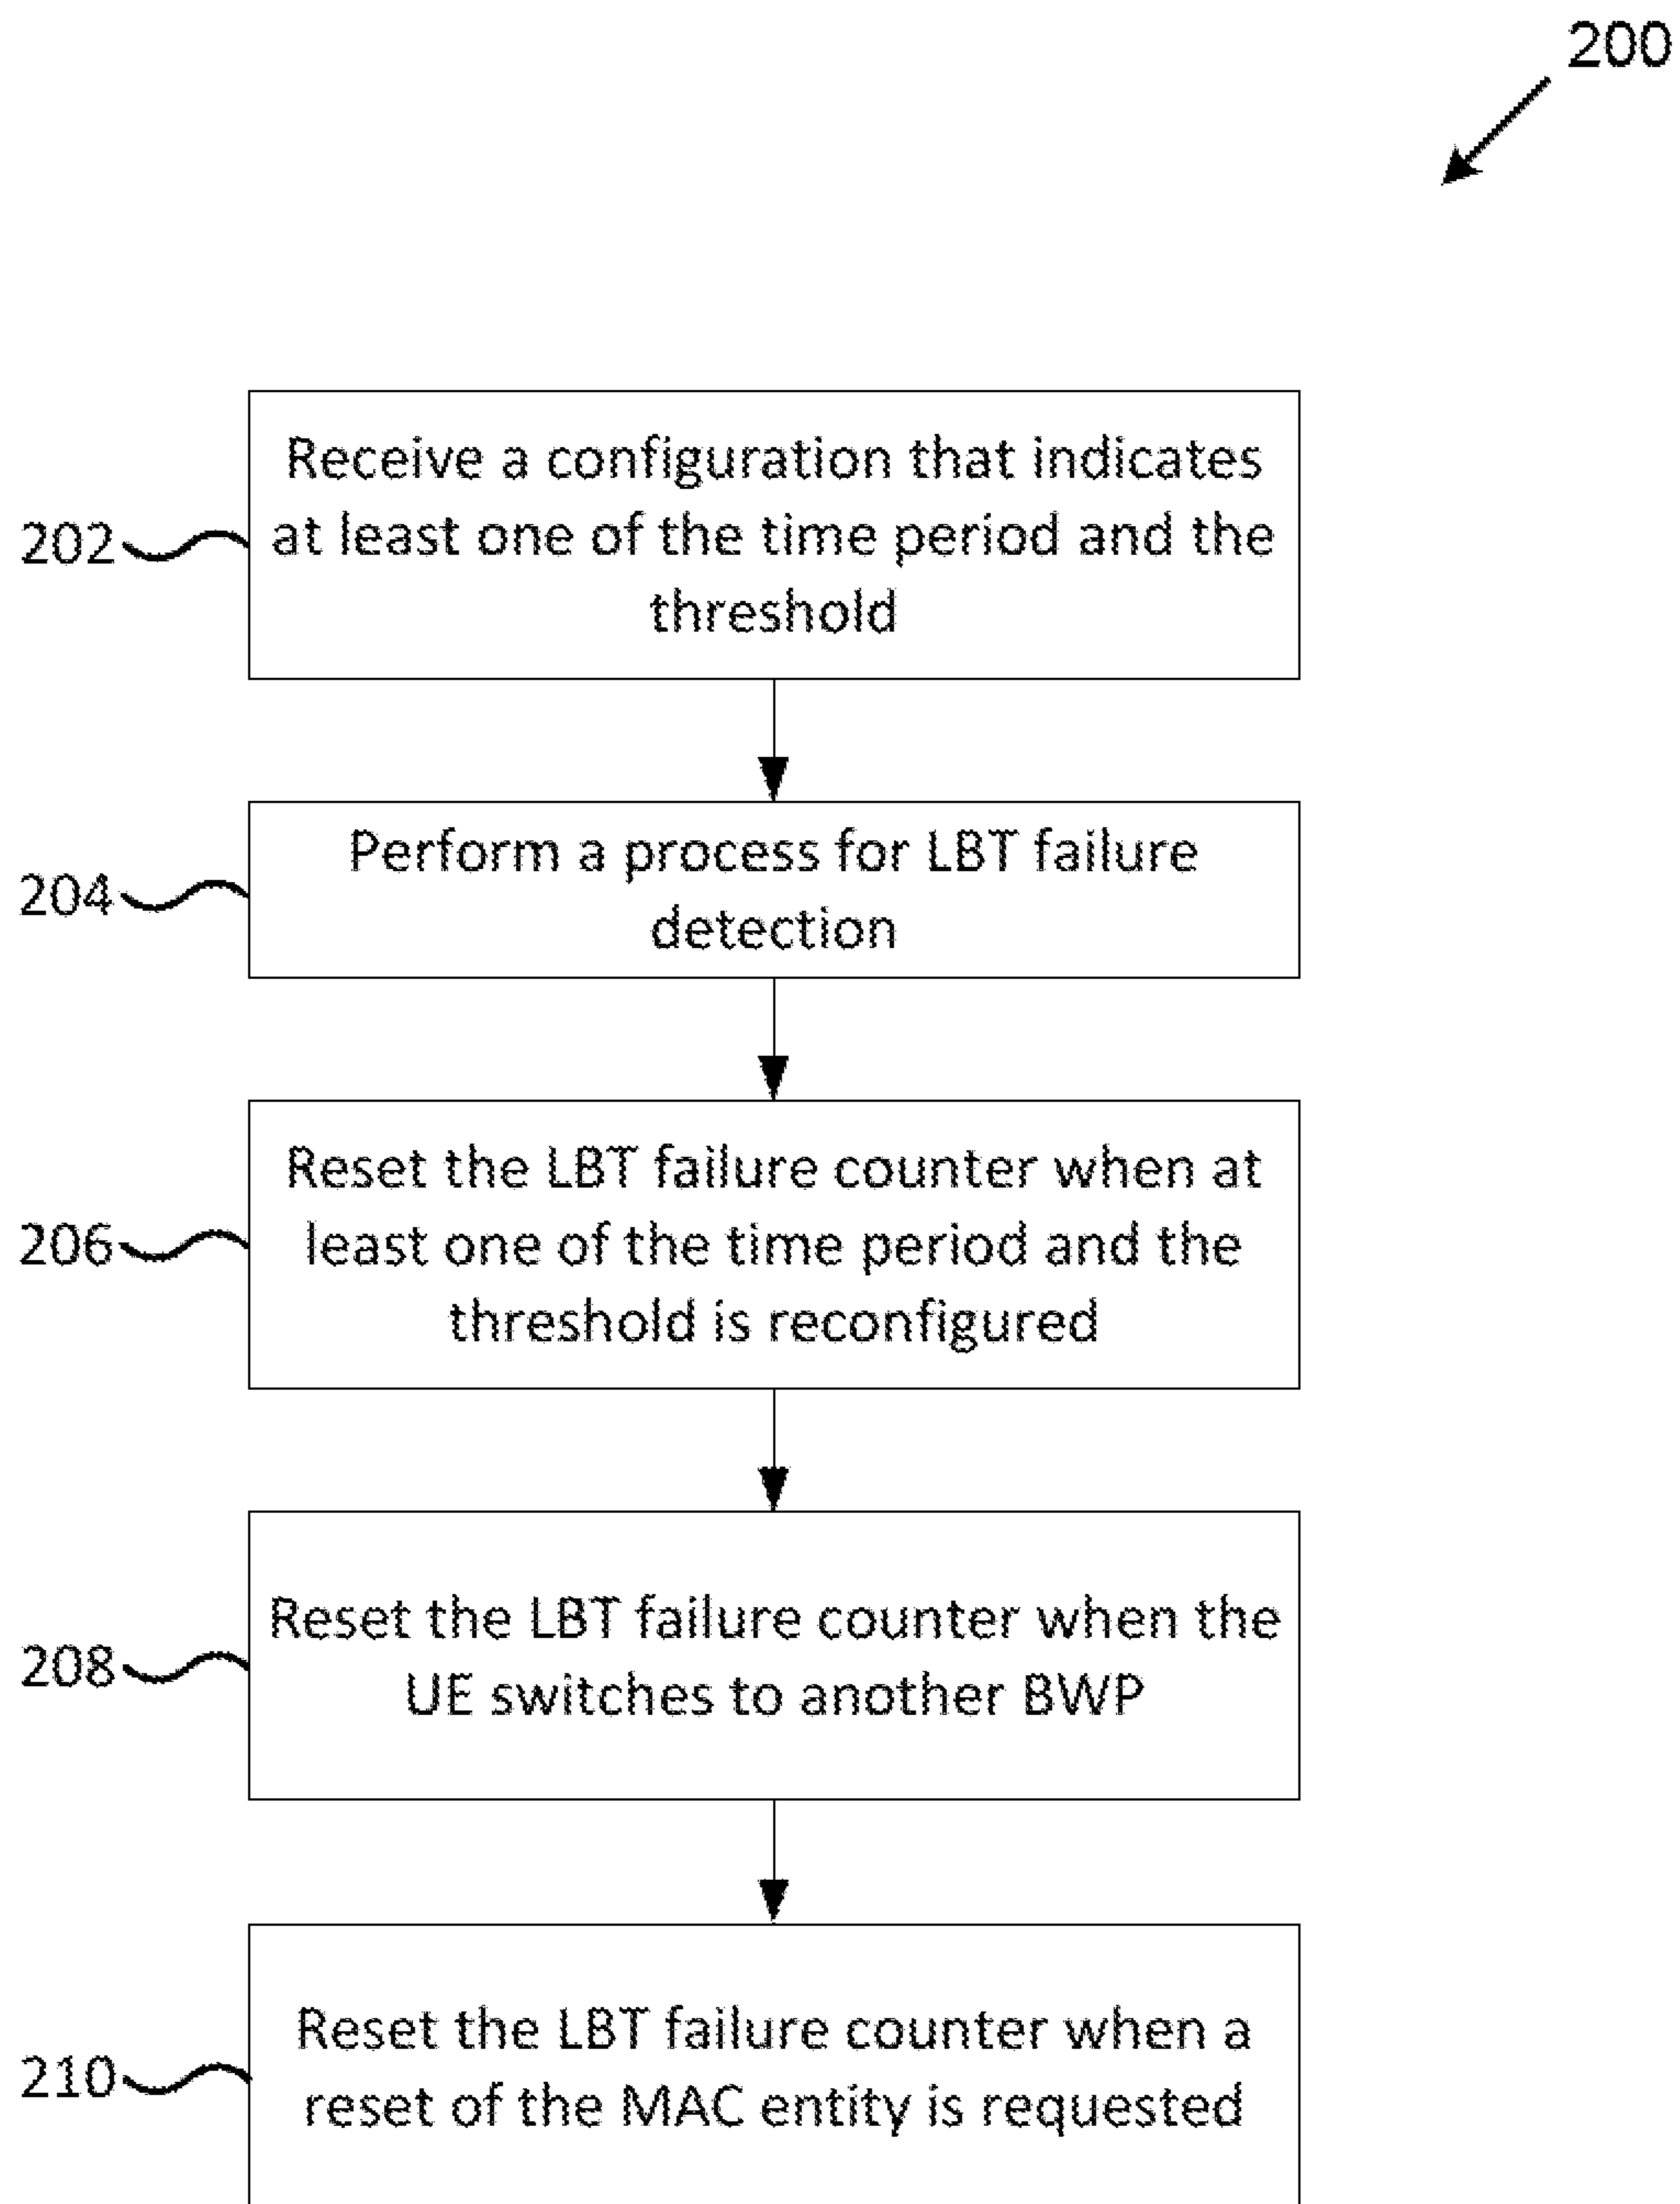 200
Receive a configuration that indicates
at least one of the time period and the
threshold
202
Perform a process for LBT failure
detection
204
Reset the LBT failure counter when at
least one of the time period and the
threshold is reconfigured
206
Reset the LBT failure counter when the
UE switches to another BWP
208
Reset the LBT failure counter when a
reset of the MAC entity is requested
210